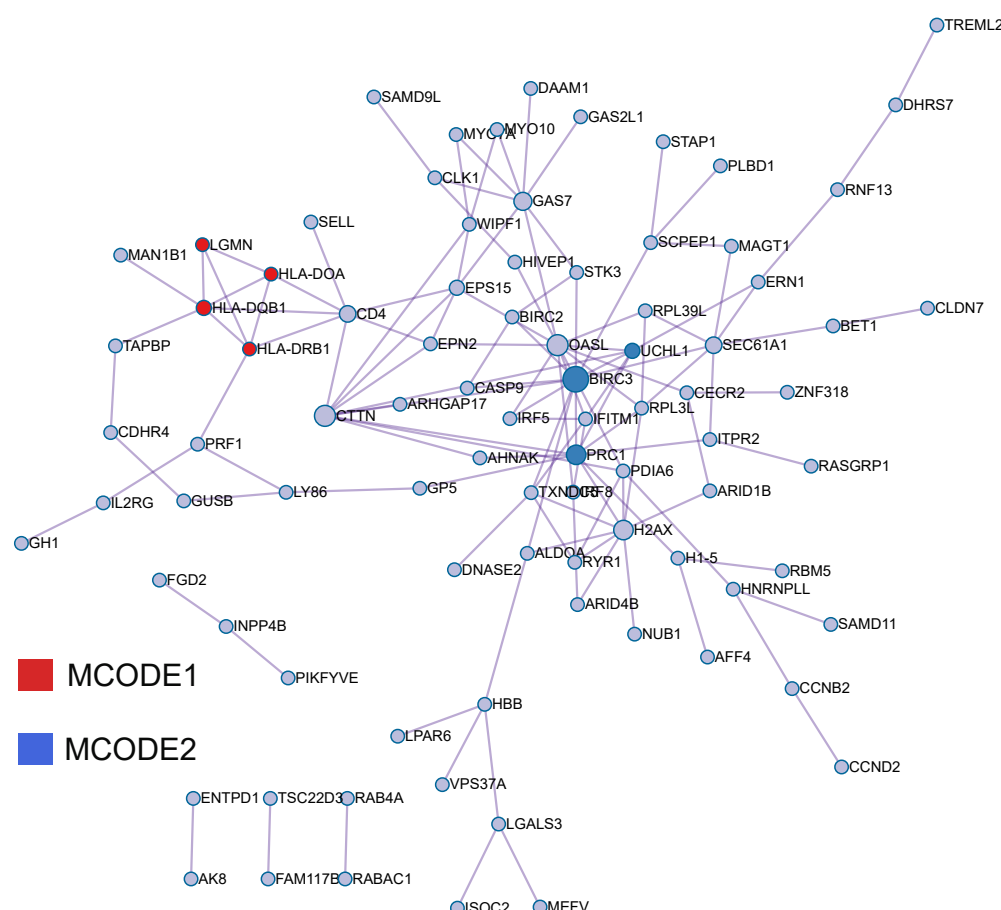 TREML2
DAAM1
SAMD9L
DHRS7
GAS2L1
MYO10
STAP1
PLBD1
CLK1
RNF13
GAS7
SELL
WIPF1
LGMN
SCPEP1
MAGT1
MAN1B1
HIVEP1
HLA-DOA
STK3
ERN1
EPS15
HLA-DQB1
CLDN7
RPL39L
CD4
BIRC2
BET1
TAPBP
EPN2
OASL
SEC61A1
HLA-DRB1
UCHL1
BIRC3
CASP9
CECR2
ZNF318
ARHGAP17
RPL3L
CTTN
IRF5
IFITM1
CDHR4
ITPR2
PRF1
PRC1
AHNAK
RASGRP1
PDIA6
GP5
LY86
ARID1B
IL2RG
GUSB
H2AX
GH1
ALDOA
H1-5
RYR1
DNASE2
RBM5
FGD2
HNRNPLL
ARID4B
INPP4B
SAMD11
NUB1
AFF4
MCODE1
PIKFYVE
CCNB2
HBB
LPAR6
MCODE2
CCND2
VPS37A
ENTPD1
TSC22D3
RAB4A
LGALS3
AK8
FAM117B
RABAC1
ISOC2
MEFV